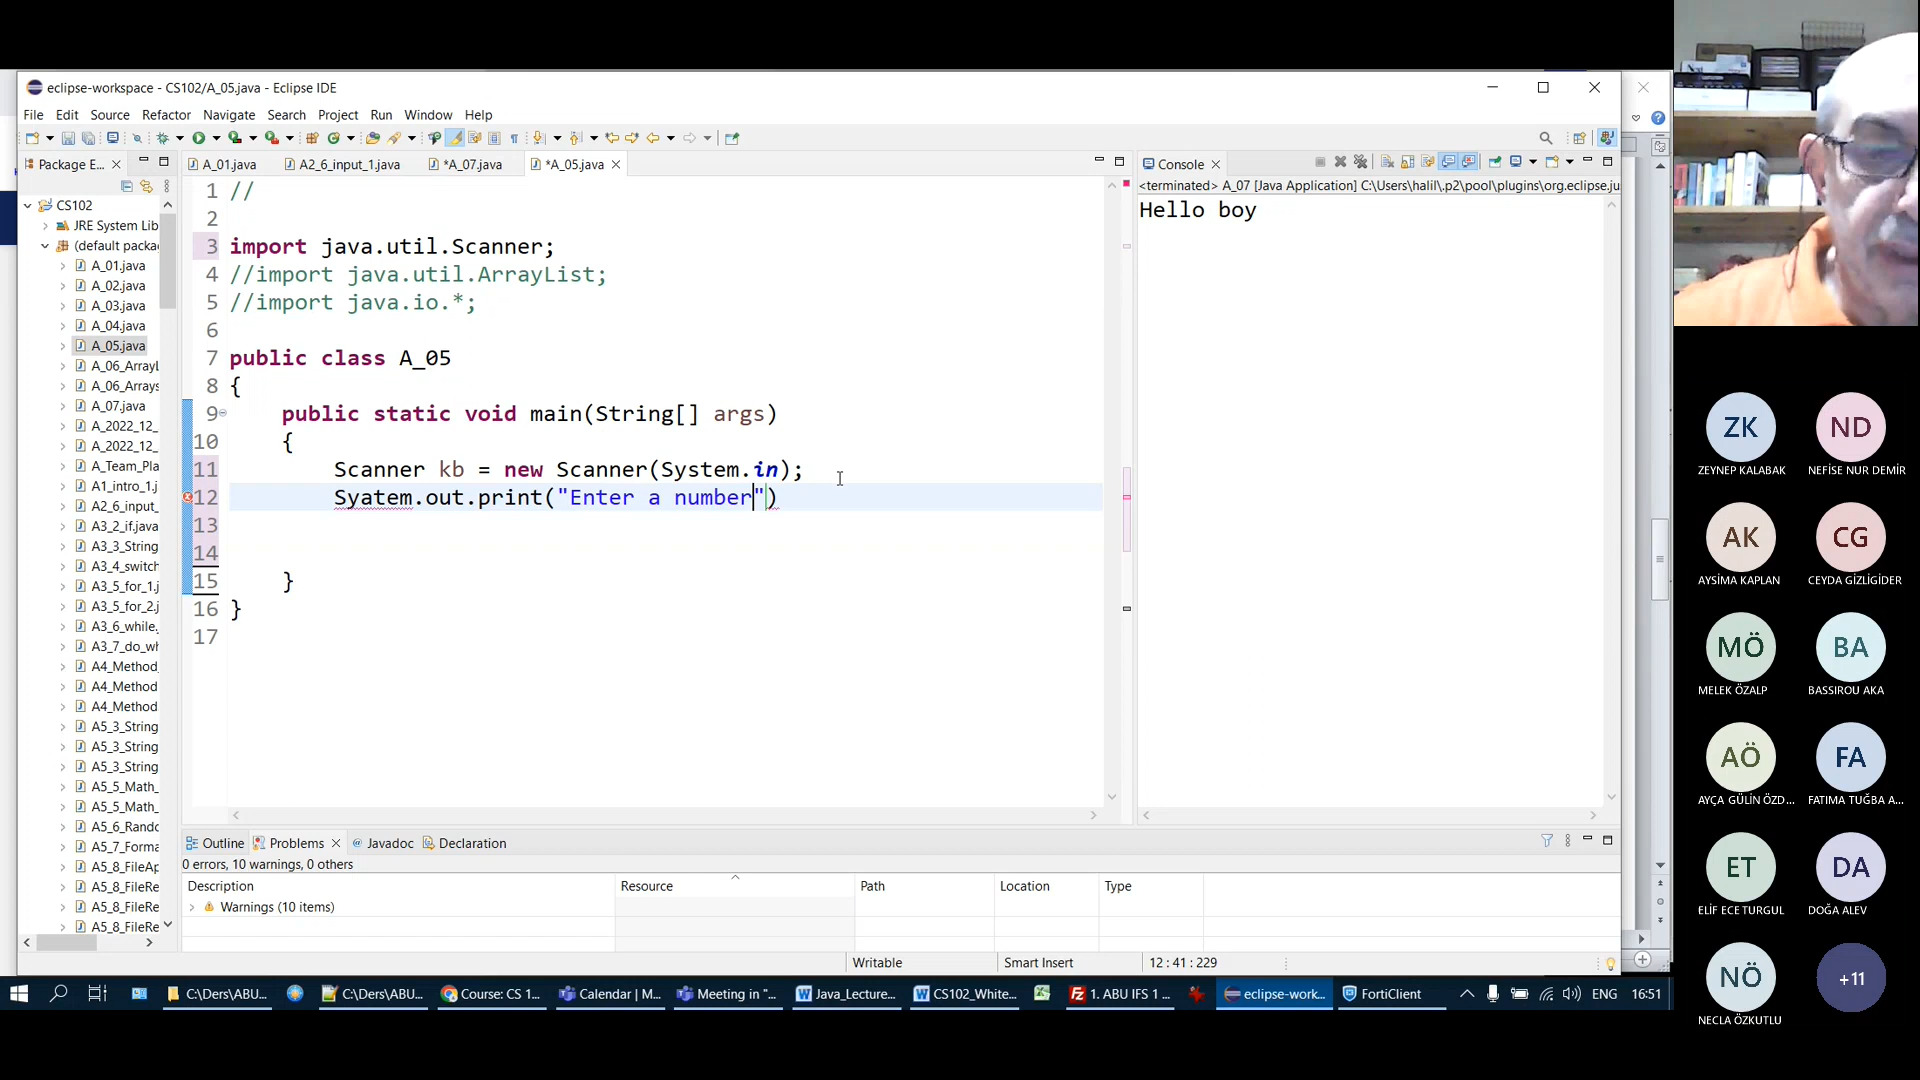 eclipse-workspace - CS102/A_05.java - Eclipse IDE
File Edit Source Refactor Navigate Search Project Run Window Help
Package E...
A_01.java
A2_6_input_1.java
*A_07.java
*A_05.java
CS102
JRE System Lib
(default packa
A_01.java
A_02.java
A_03.java
A_04.java
A_05.java
A_06_ArrayL
A_06_Arrays
A_07.java
A_2022_12_
A_2022_12_
A_Team_Pla
A1_intro_1.j
A2_6_input_
A3_2_if.java
A3_3_String
A3_4_switch
A3_5_for_1.j
A3_5_for_2.j
A3_6_while.
A3_7_do_wh
A4_Method_
A4_Method
A4_Method
A5_3_String
A5_3_String
A5_3_String
A5_5_Math_
A5_5_Math_
A5_6_Rando
A5_7_Forma
A5_8_FileAp
A5_8_FileRe
A5_8_FileRe
A5_8_FileRe
1 //
2
3 import java.util.Scanner;
4 //import java.util.ArrayList;
5 //import java.io.*;
6
7 public class A_05
8 {
9 public static void main(String[] args)
10 {
11 Scanner kb = new Scanner(System.in);
12 Syatem.out.print("Enter a number")
13
14
15 }
16 }
17
Console
<terminated> A_07 [Java Application] C:\Users\halil\.p2\pool\plugins\org.eclipse.ju
Hello boy
Outline Problems Javadoc Declaration
0 errors, 10 warnings, 0 others
Description Resource Path Location Type
Warnings (10 items)
Writable Smart Insert 12 : 41 : 229
C:\Ders\ABU... C:\Ders\ABU... Course: CS 1... Calendar | M... Meeting in "... Java_Lecture... CS102_White... 1. ABU IFS 1 ... eclipse-work... FortiClient ENG 16:51
ZK ND
ZEYNEP KALABAK NEFİSE NUR DEMİR
AK CG
AYSİMA KAPLAN CEYDA GİZLİGİDER
MÖ BA
MELEK ÖZALP BASSIROU AKA
AÖ FA
AYÇA GÜLİN ÖZD... FATIMA TUĞBA A...
ET DA
ELİF ECE TURGUL DOĞA ALEV
NÖ +11
NECLA ÖZKUTLU